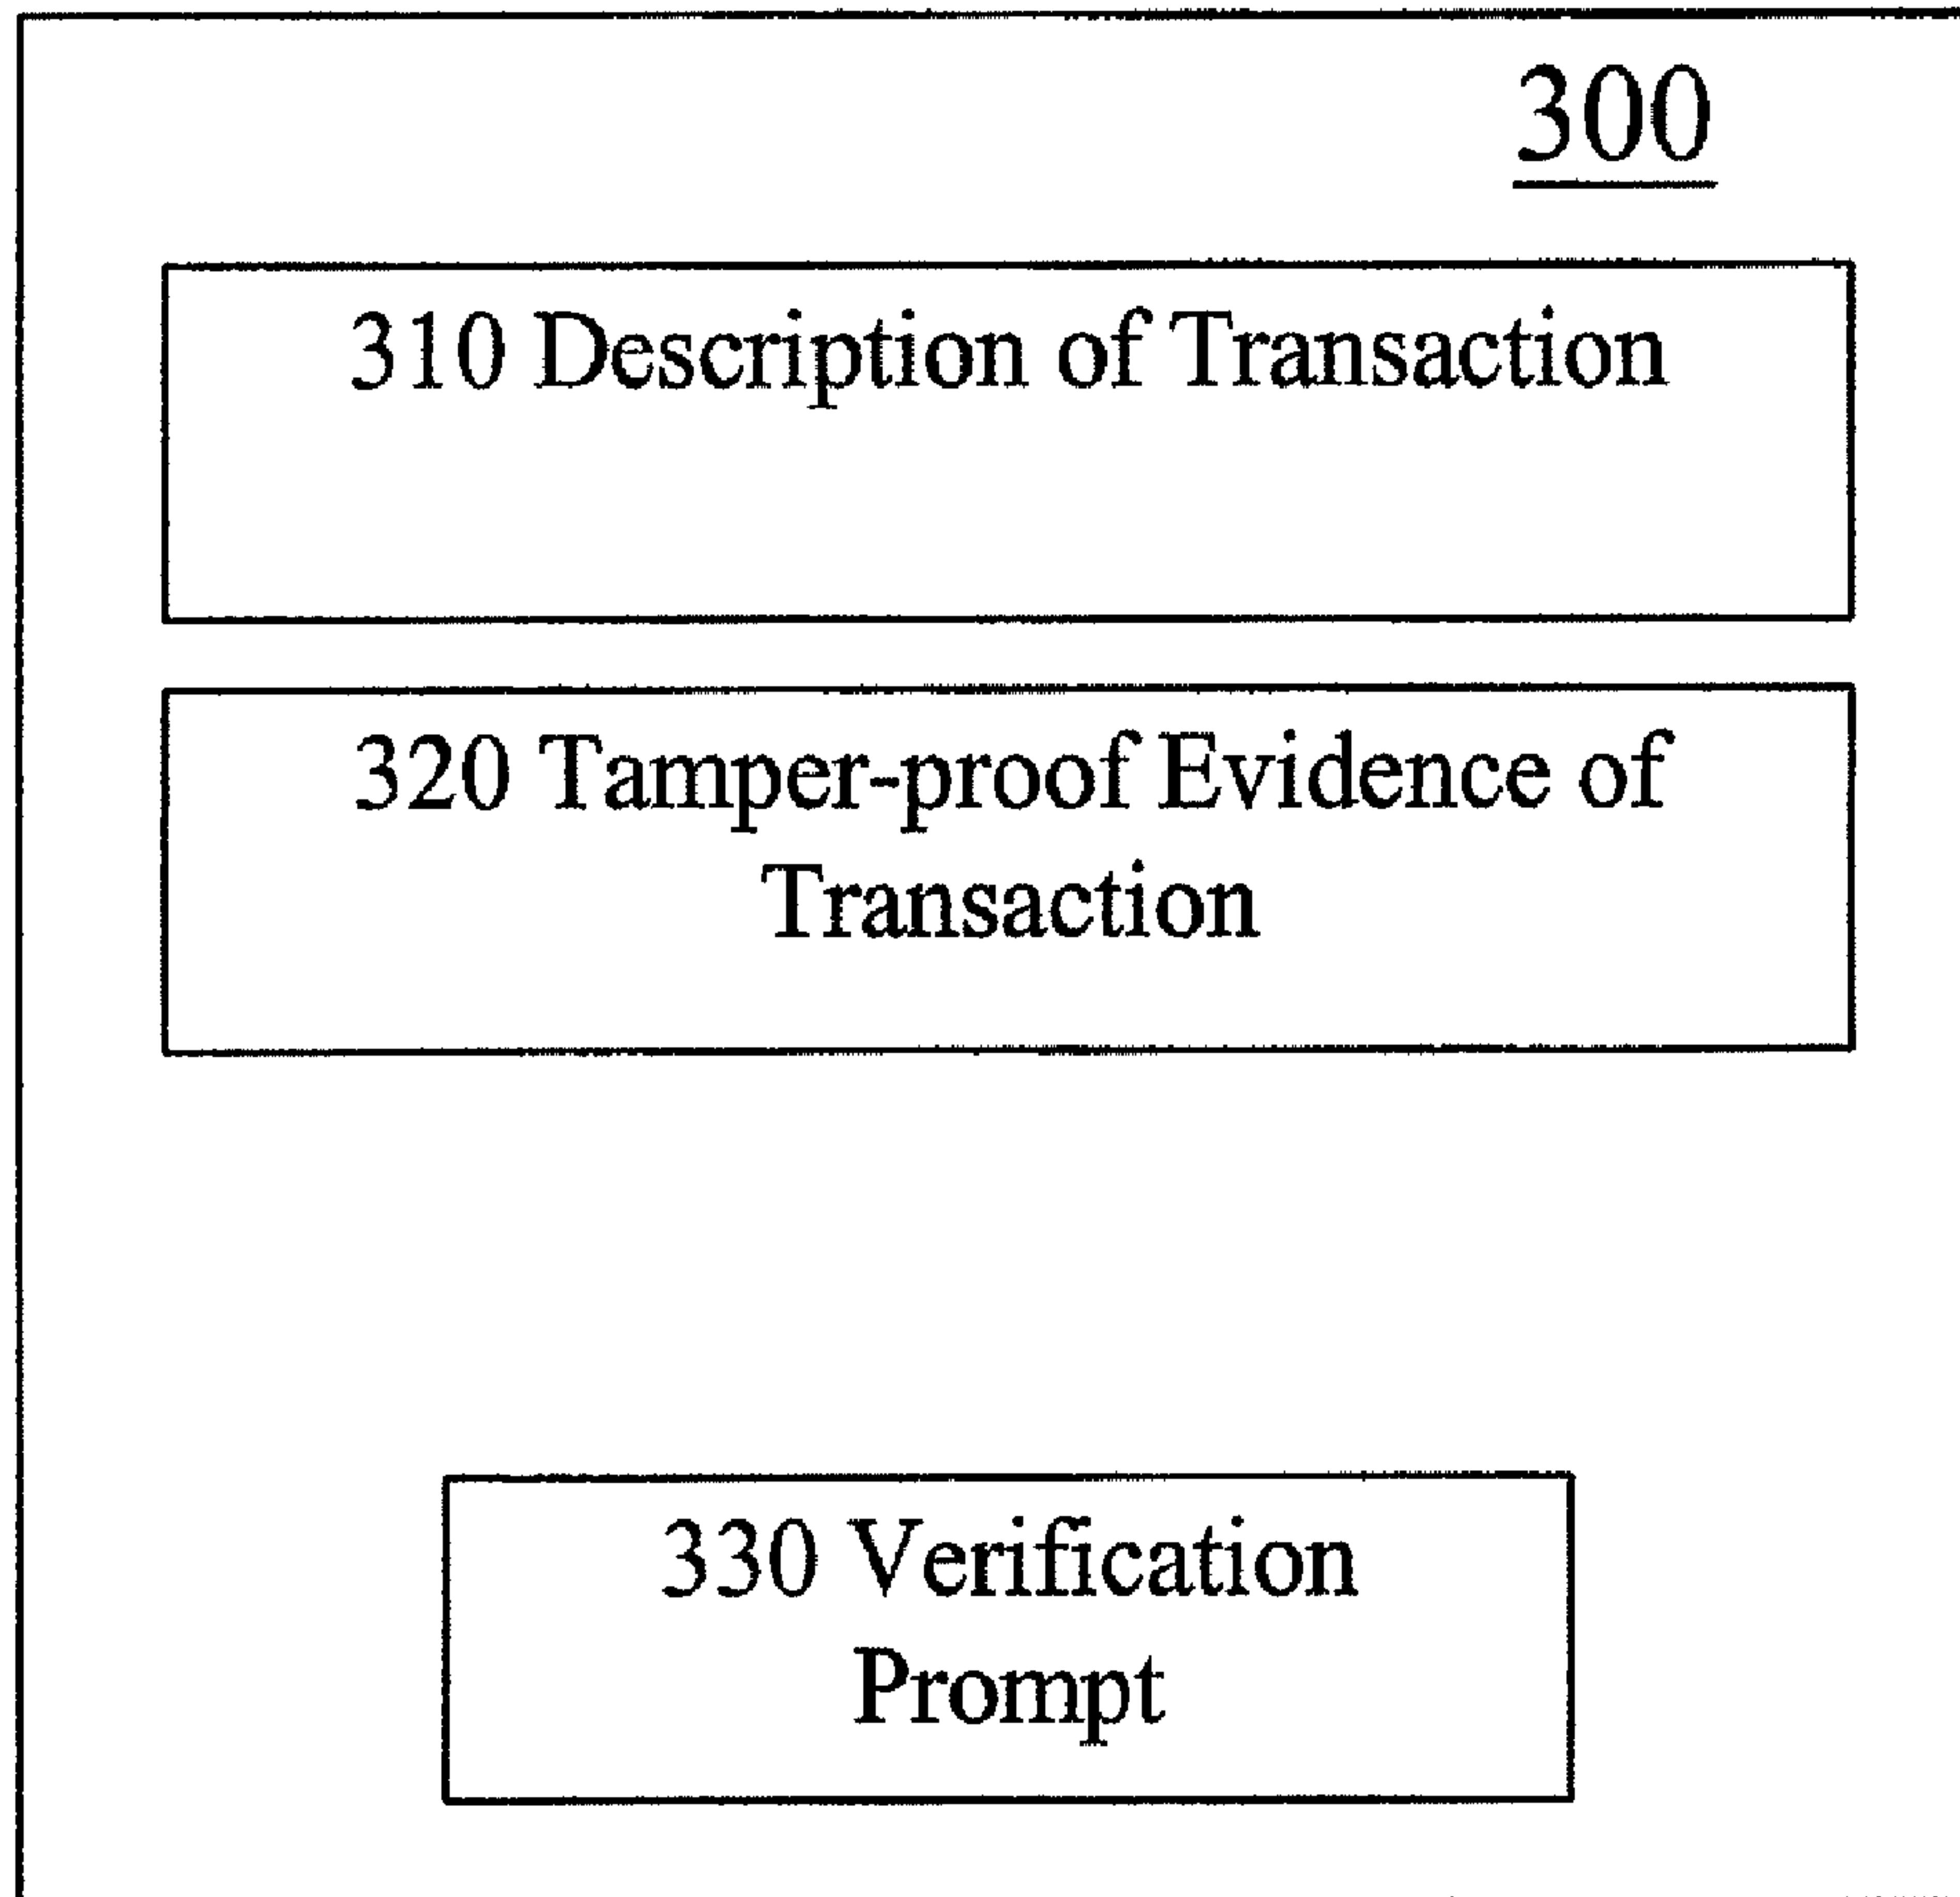 300
310 Description of Transaction
320 Tamper-proof Evidence of
Transaction
330 Verification
Prompt